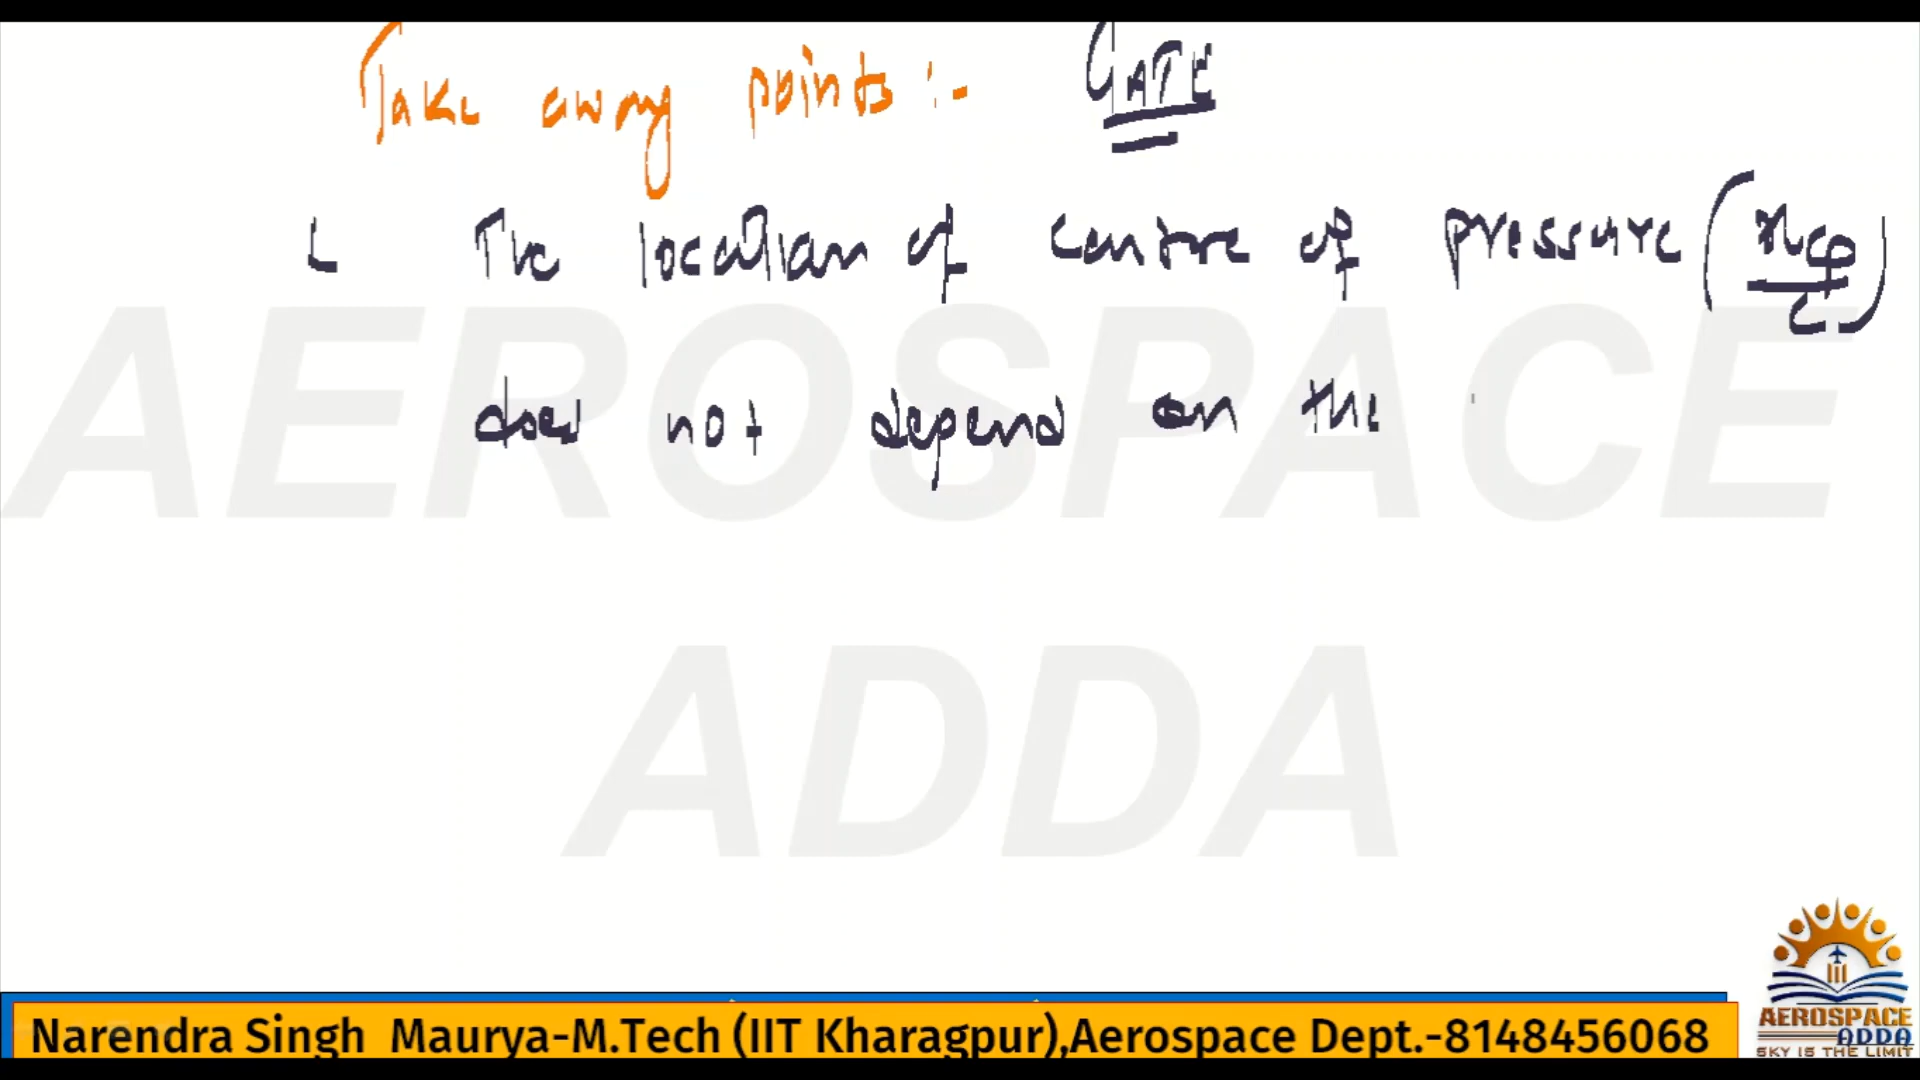 Take away points :- GATE
L The location of centre of pressure (xcp/c)
does not depend on the
AEROSPACE
ADDA
Narendra Singh Maurya-M.Tech (IIT Kharagpur),Aerospace Dept.-8148456068
AEROSPACE
ADDA
SKY IS THE LIMIT